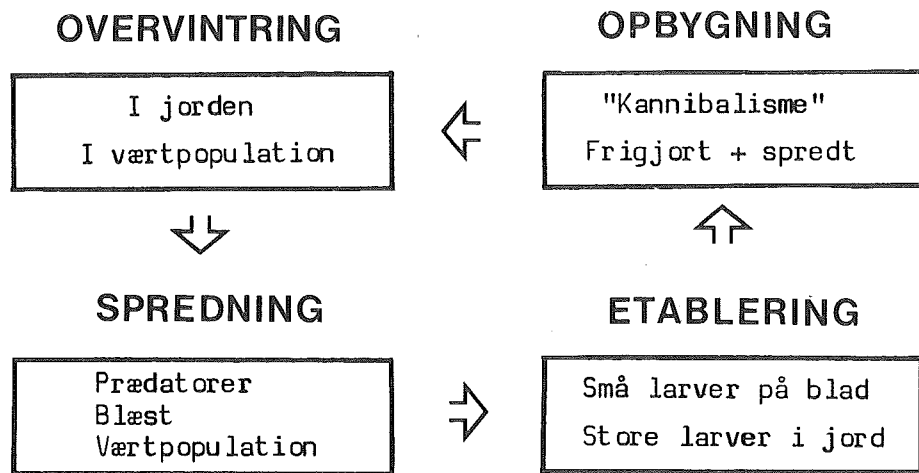 OVERVINTRING
I jorden
I værtpopulation
OPBYGNING
"Kannibalisme"
Frigjort + spredt
SPREDNING
Prædatorer
Blæst
Værtpopulation
ETABLERING
Små larver på blad
Store larver i jord